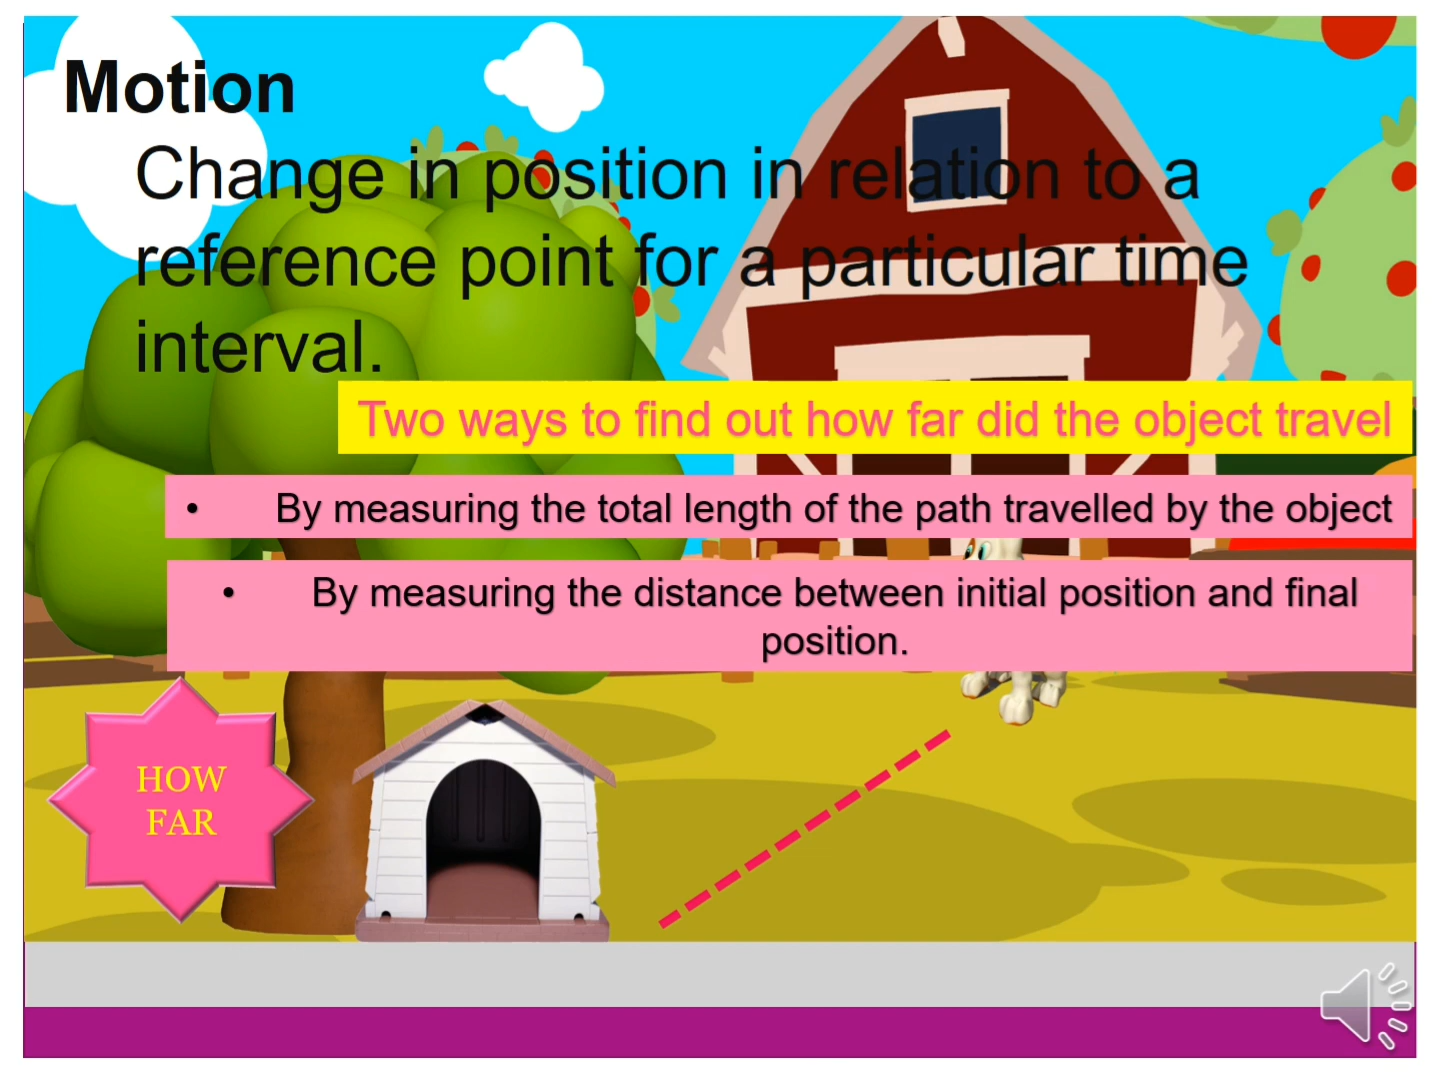 Motion
Change in position in relation to a
reference point for a particular time
interval.
Two ways to find out how far did the object travel
• By measuring the total length of the path travelled by the object
• By measuring the distance between initial position and final
position.
HOW
FAR